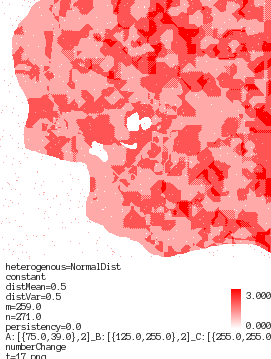 heterogenous=NormalDist
constant
distMean=0.5
distVar=0.5
m=259.0
n=271.0
persistency=0.0
A:[{75.0,39.0},2]_B:[{125.0,255.0},2]_C:[{255.0,255.0
numberChange
t=17.png
3.000
0.000